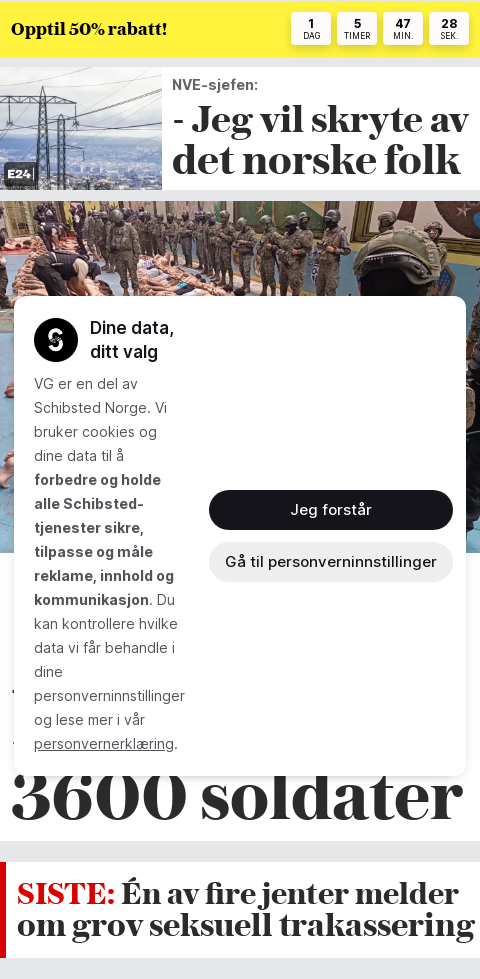 Opptil 50% rabatt!
1 5 47 28
DAG TIMER MIN. SEK.
NVE-sjefen:
- Jeg vil skryte av
det norske folk
E24
Dine data,
ditt valg
VG er en del av
Schibsted Norge. Vi
bruker cookies og
dine data til å
forbedre og holde
alle Schibsted-
tjenester sikre,
tilpasse og måle
reklame, innhold og
kommunikasjon. Du
kan kontrollere hvilke
data vi får behandle i
dine
personverninnstillinger
og lese mer i vår
personvernerklæring.
Jeg forstår
Gå til personverninnstillinger
3600 soldater
SISTE: Én av fire jenter melder
om grov seksuell trakassering